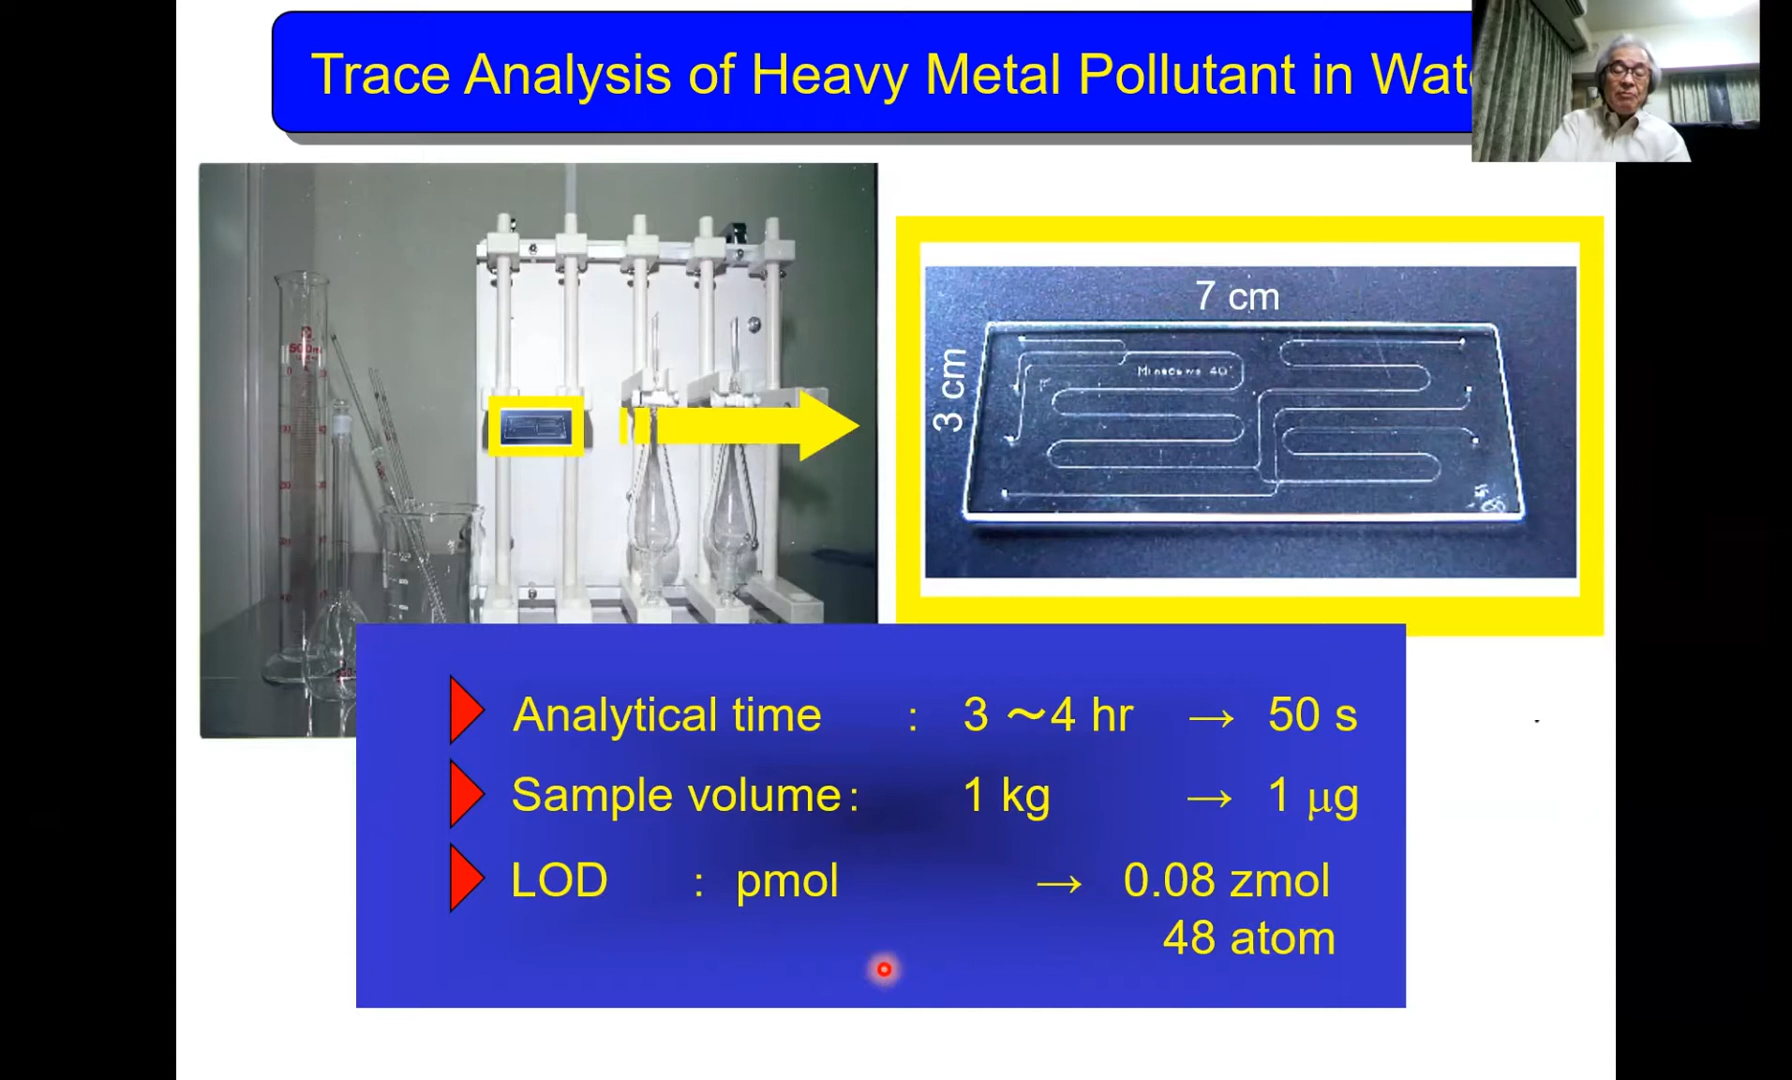 Trace Analysis of Heavy Metal Pollutant in Wat
7 cm
3 cm
500
Analytical time : 3 ～4 hr → 50 s
Sample volume : 1 kg → 1 μg
LOD : pmol → 0.08 zmol
48 atom